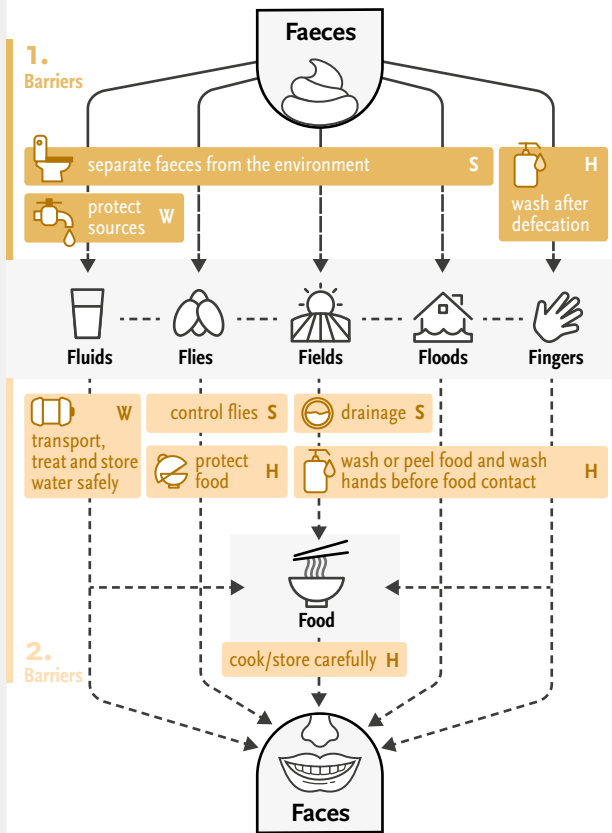 Faeces
1.
Barriers
separate faeces from the environment S
H
wash after
defecation
protect
sources W
Fluids
Flies
Fields
Floods
Fingers
W
transport,
treat and store
water safely
control flies S
drainage S
protect
food H
wash or peel food and wash
hands before food contact H
Food
2.
Barriers
cook/store carefully H
Faces